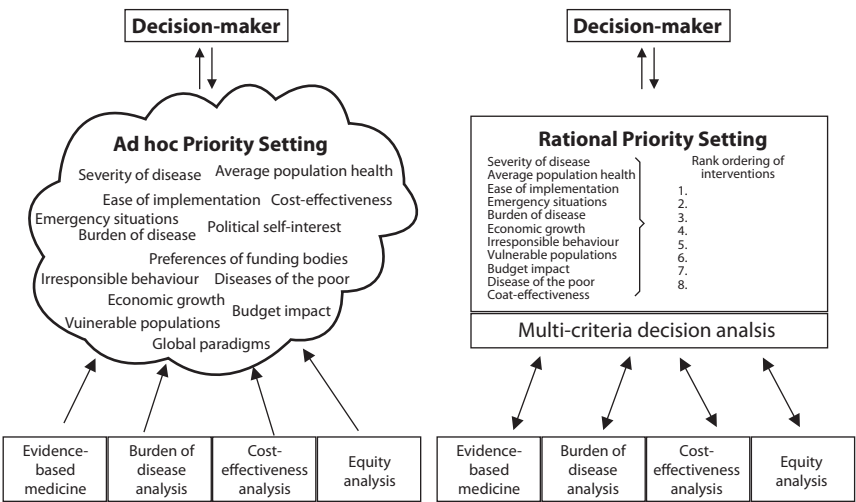 Decision-maker
Ad hoc Priority Setting
Severity of disease
Average population health
Ease of implementation
Cost-effectiveness
Emergency situations
Burden of disease
Political self-interest
Preferences of funding bodies
Irresponsible behaviour
Diseases of the poor
Economic growth
Budget impact
Vuinerable populations
Global paradigms
Evidence-
based
medicine
Burden of
disease
analysis
Cost-
effectiveness
analysis
Equity
analysis
Decision-maker
Rational Priority Setting
Severity of disease
Average population health
Ease of implementation
Emergency situations
Burden of disease
Economic growth
Irresponsible behaviour
Vulnerable populations
Budget impact
Disease of the poor
Coat-effectiveness
Rank ordering of
interventions
1.
2.
3.
4.
5.
6.
7.
8.
Multi-criteria decision analsis
Evidence-
based
medicine
Burden of
disease
analysis
Cost-
effectiveness
analysis
Equity
analysis